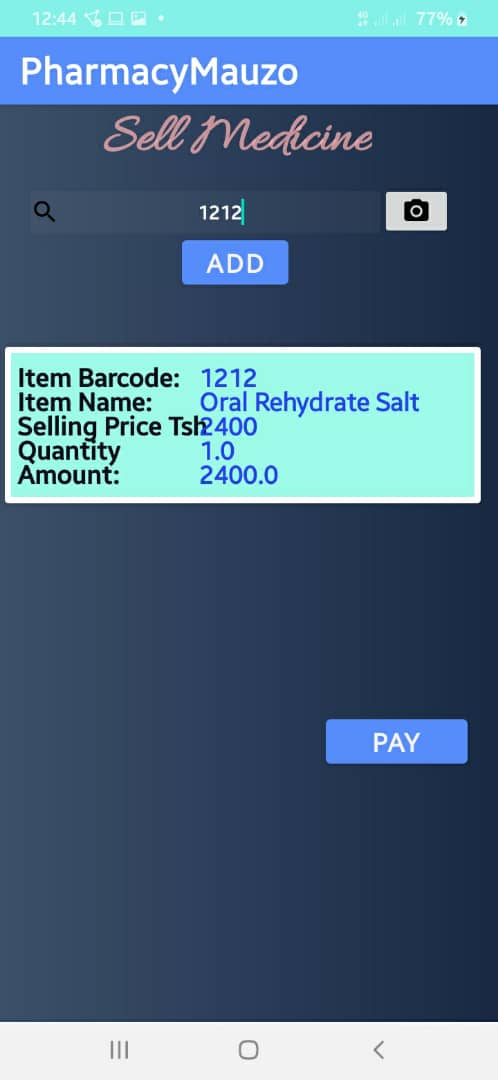 12:44 77%
PharmacyMauzo
Sell Medicine
1212
ADD
Item Barcode: 1212
Item Name: Oral Rehydrate Salt
Selling Price Tsh 2400
Quantity 1.0
Amount: 2400.0
PAY